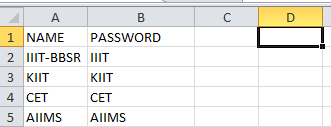 A B C D
1 NAME PASSWORD
2 IIIT-BBSR IIIT
3 KIIT KIIT
4 CET CET
5 AIIMS AIIMS